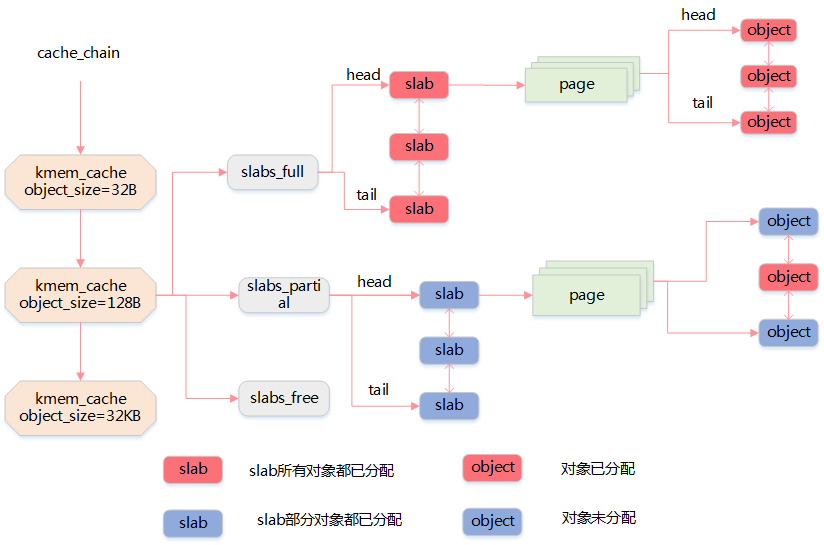 cache_chain
kmem_cache
object_size=32B
kmem_cache
object_size=128B
kmem_cache
object_size=32KB
slabs_full
slabs_parti
al
slabs_free
head
tail
slab
slab
slab
page
head
tail
object
object
object
head
tail
slab
slab
slab
page
object
object
object
slab
slab所有对象都已分配
object
对象已分配
slab
slab部分对象都已分配
object
对象未分配